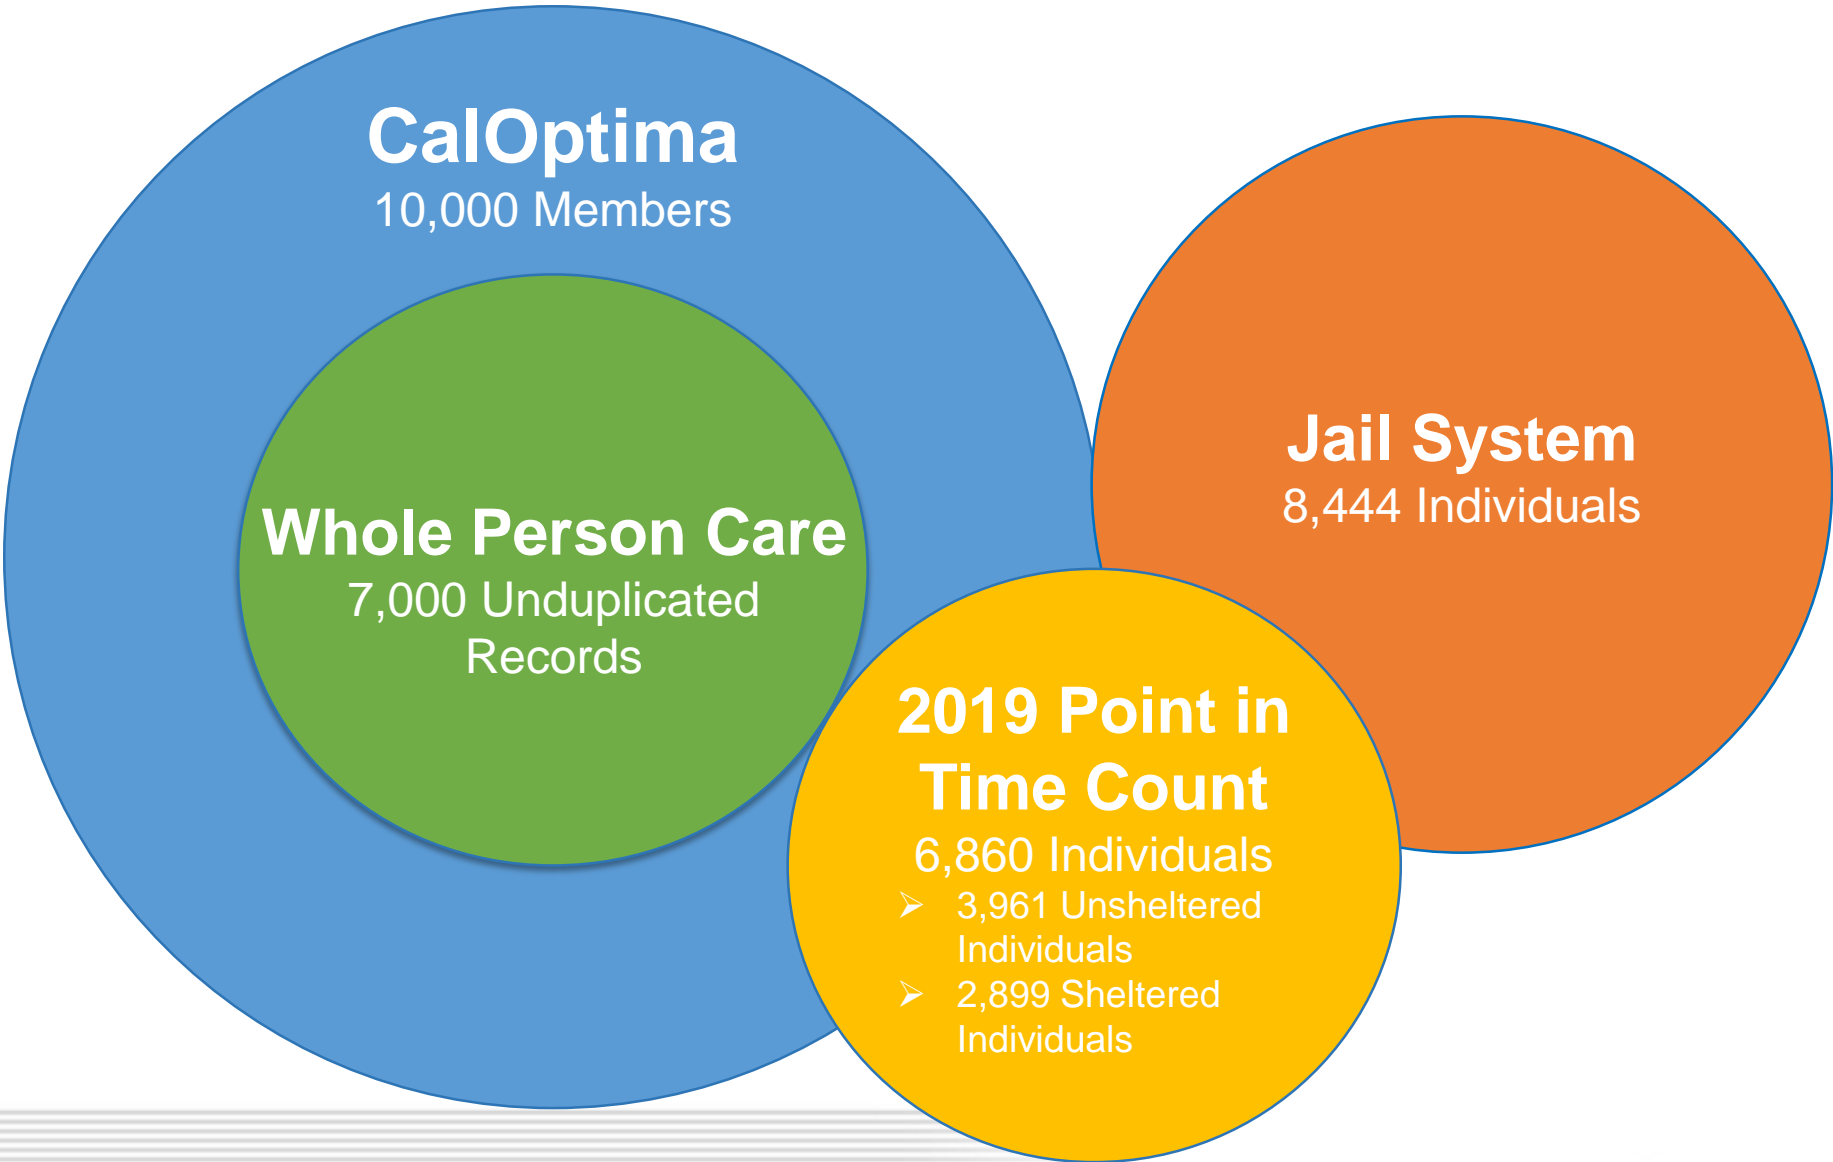 CalOptima
10,000 Members
Whole Person Care
7,000 Unduplicated
Records
Jail System
8,444 Individuals
2019 Point in
Time Count
6,860 Individuals
➢ 3,961 Unsheltered
Individuals
➢ 2,899 Sheltered
Individuals